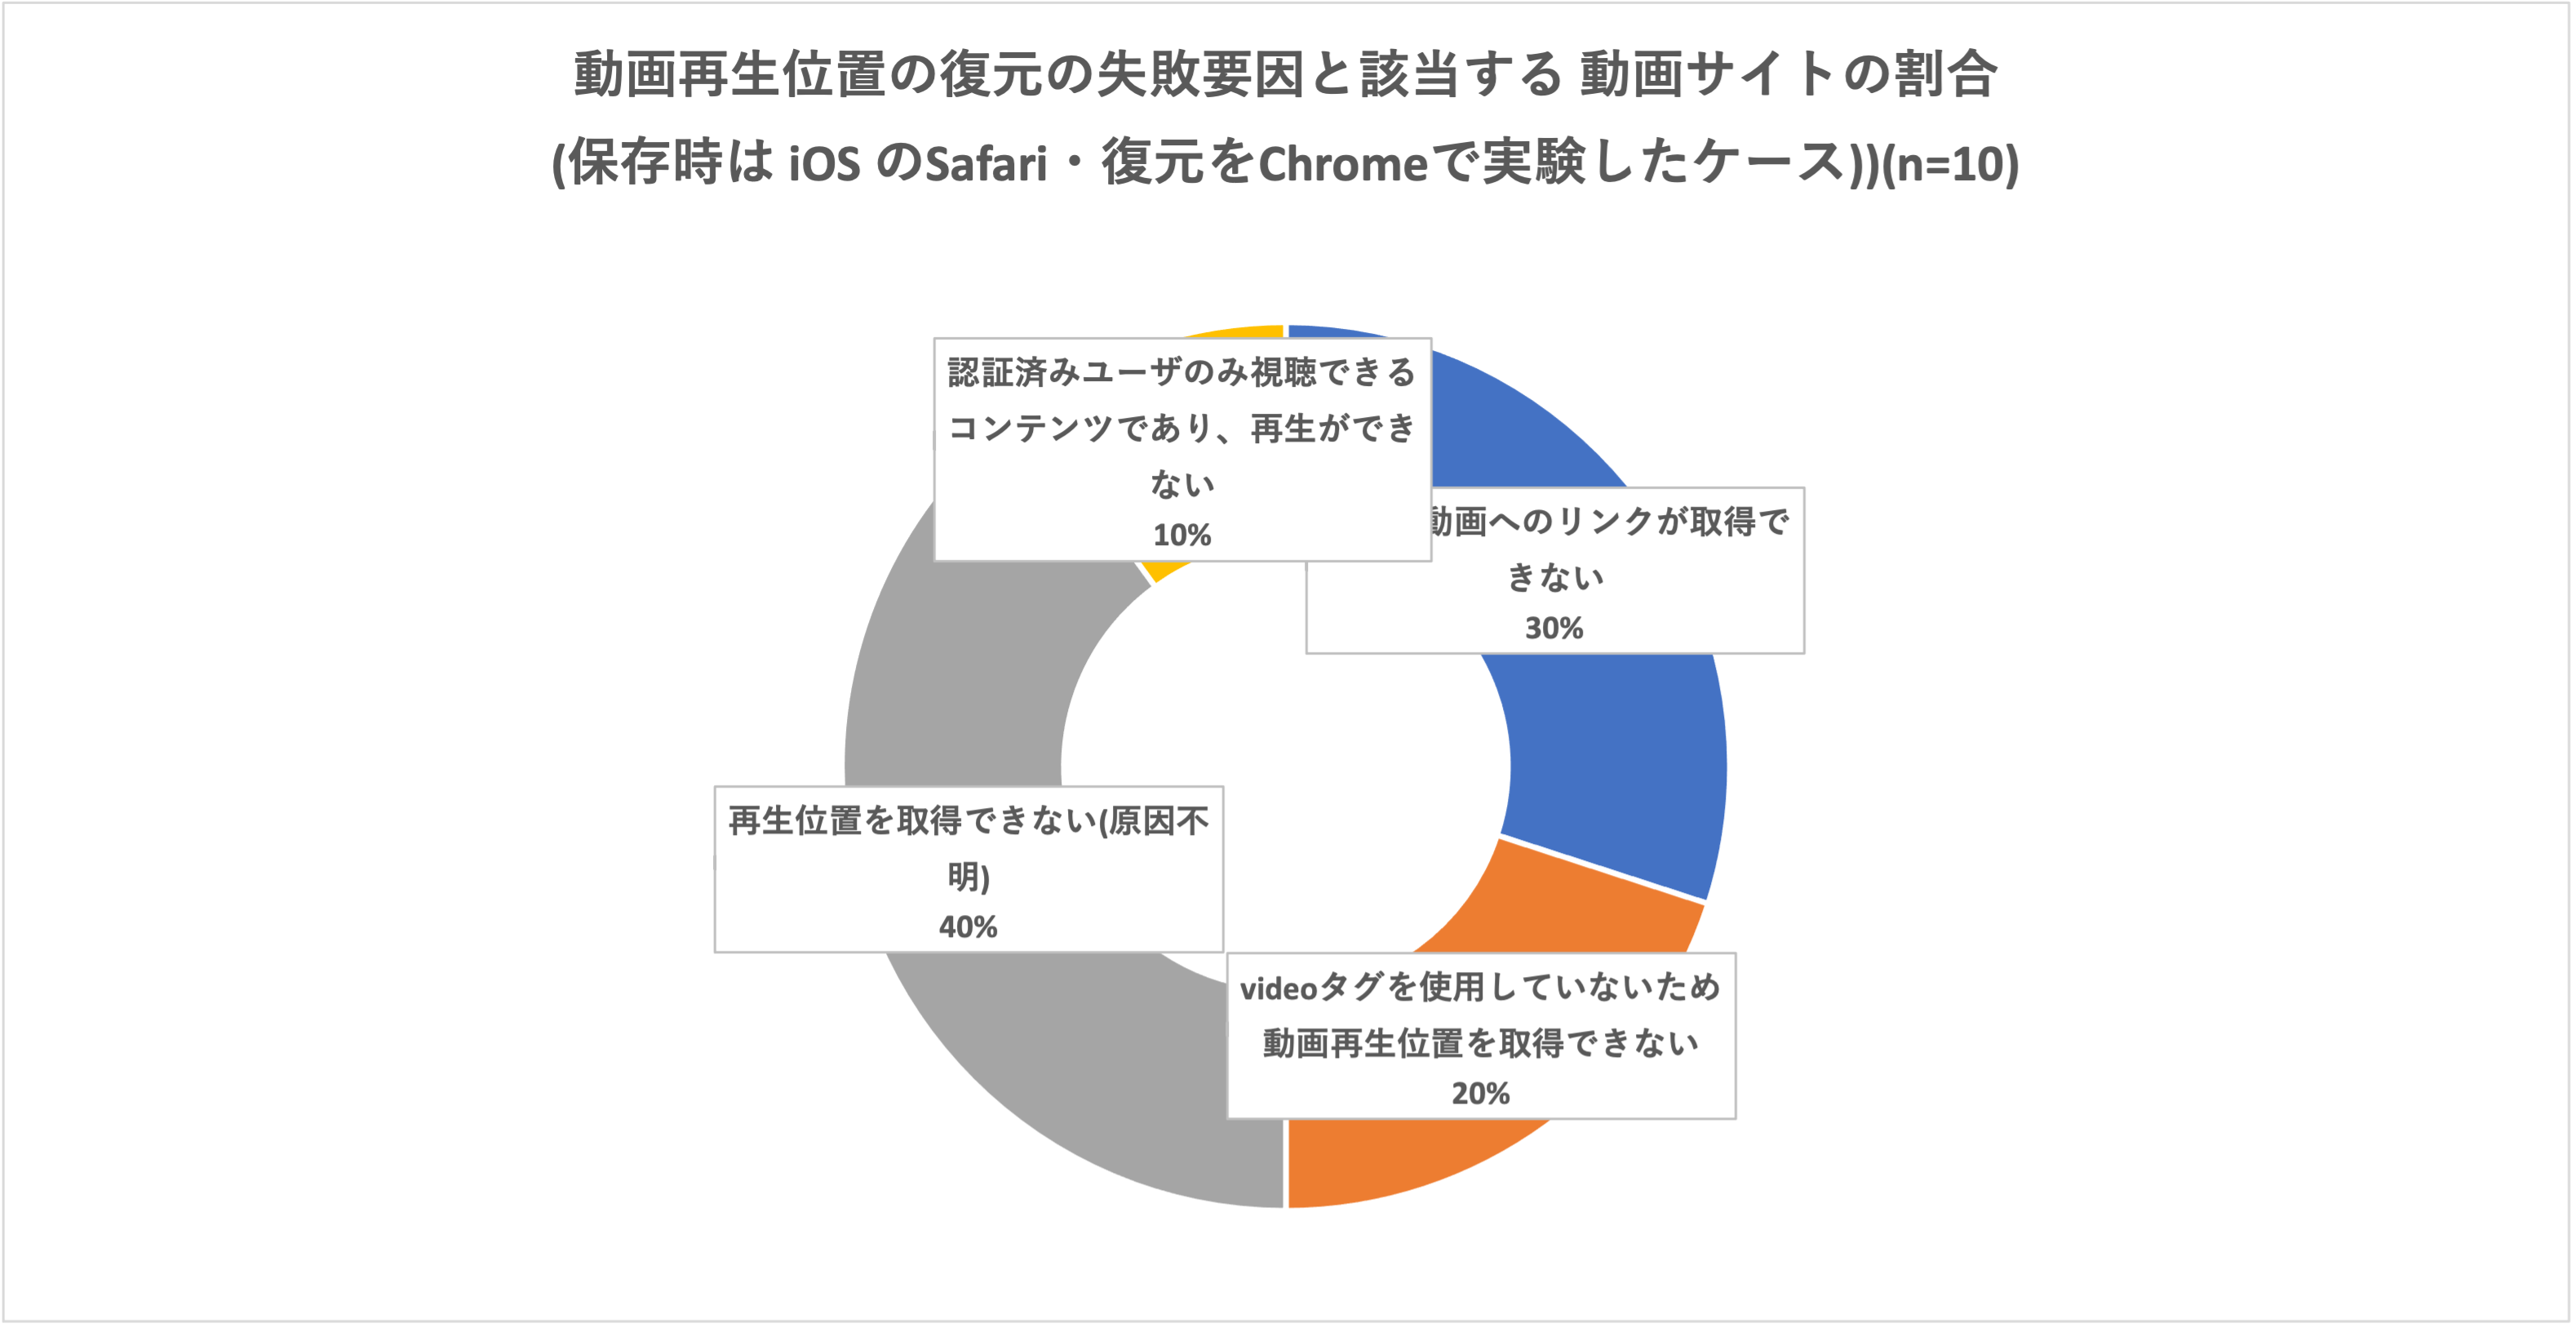 動画再生位置の復元の失敗要因と該当する 動画サイトの割合
(保存時は iOS のSafari・復元をChromeで実験したケース))(n=10)
認証済みユーザのみ視聴できる
コンテンツであり、再生ができ
ない
10%
動画へのリンクが取得で
きない
30%
再生位置を取得できない(原因不
明)
40%
videoタグを使用していないため
動画再生位置を取得できない
20%